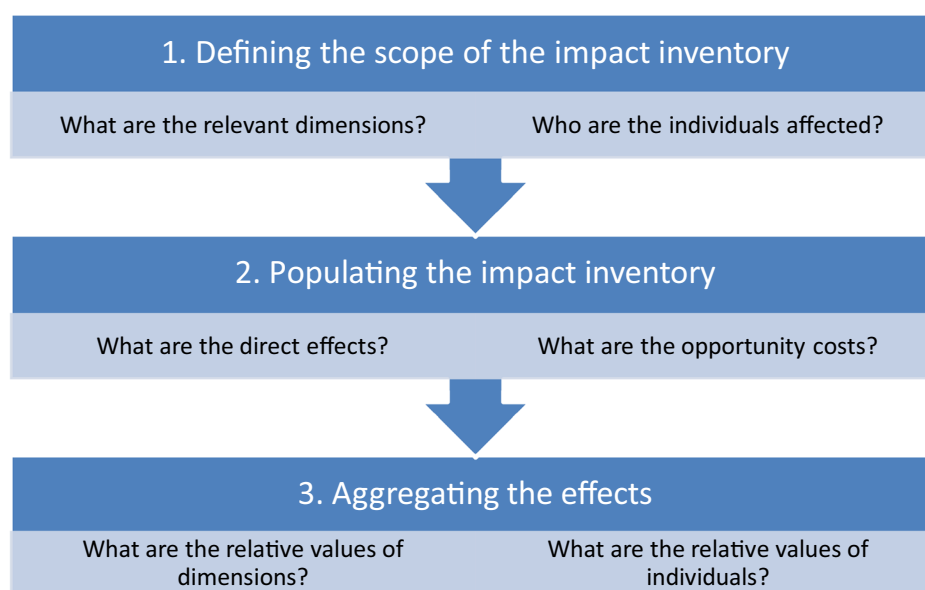 1. Defining the scope of the impact inventory
What are the relevant dimensions?
Who are the individuals affected?
2. Populating the impact inventory
What are the direct effects?
What are the opportunity costs?
3. Aggregating the effects
What are the relative values of
dimensions?
What are the relative values of
individuals?